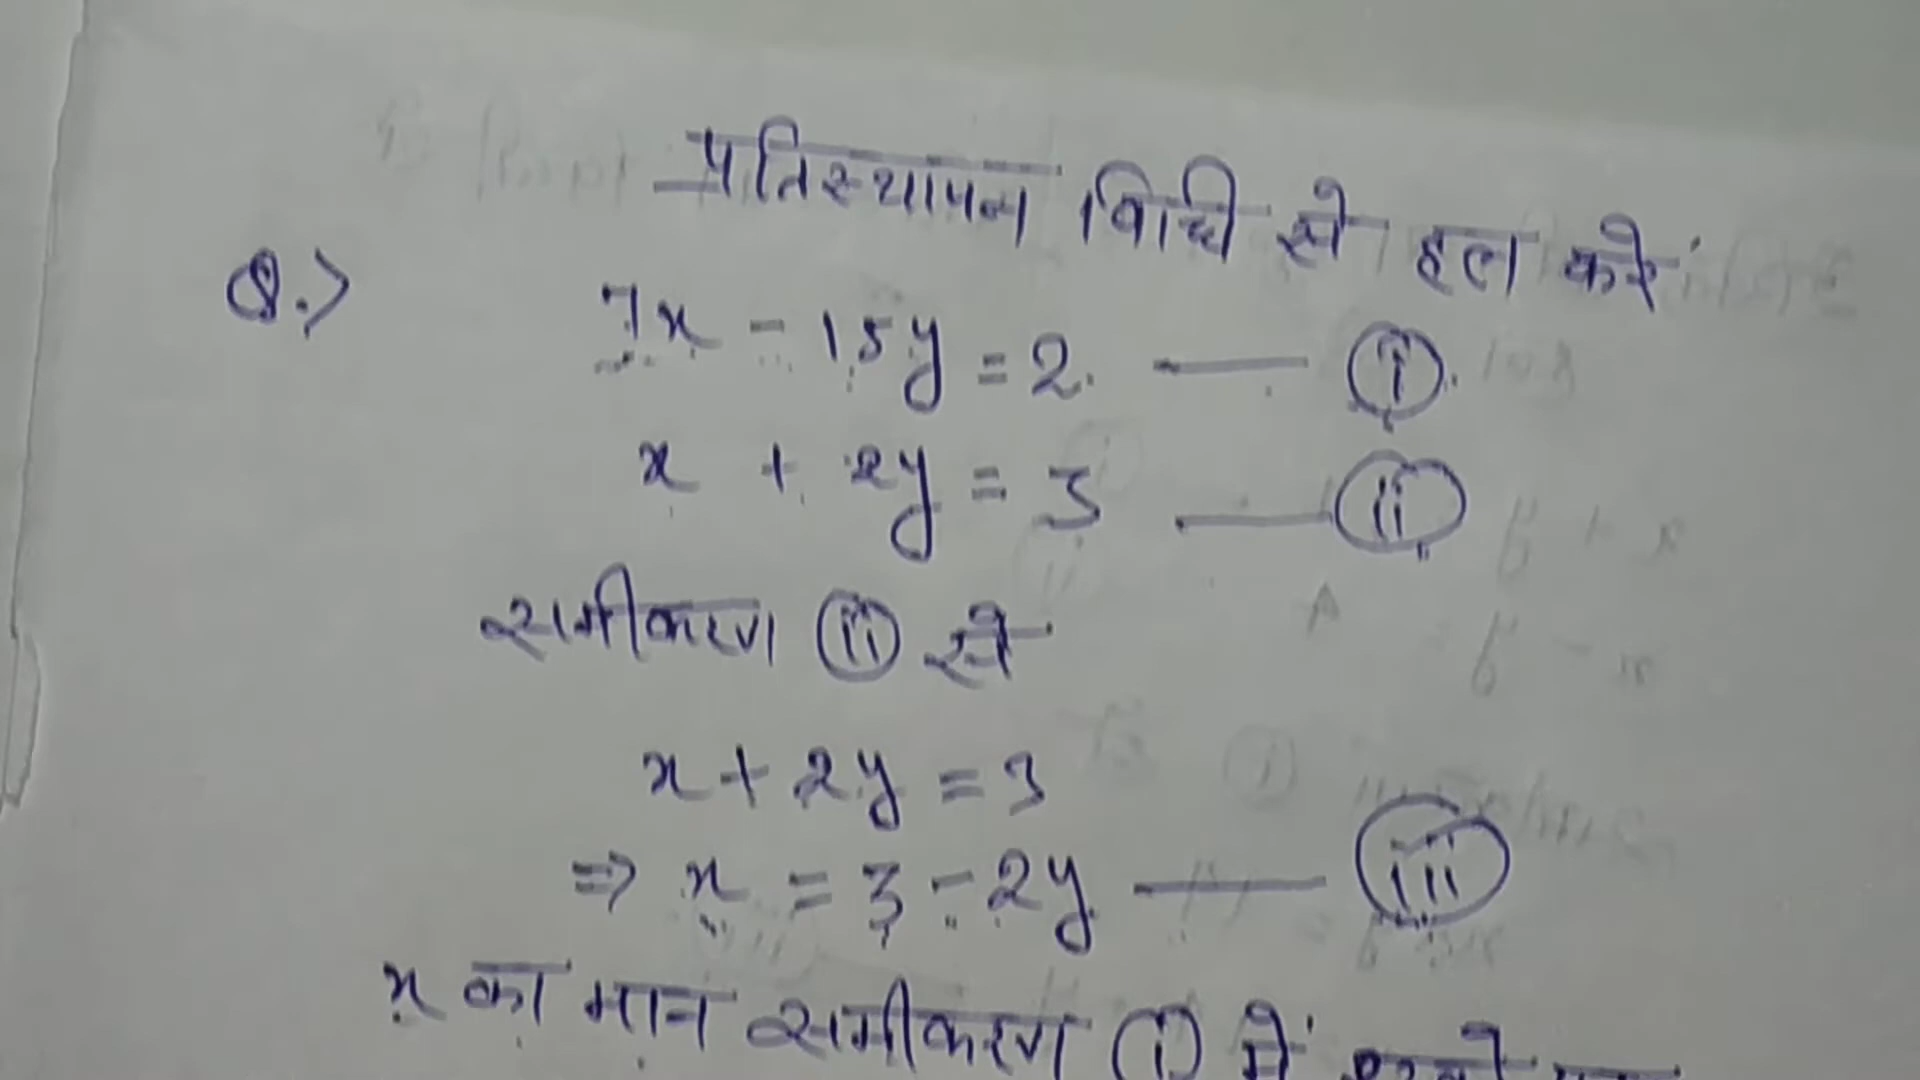 प्रतिस्थापन विधि से हल करें
Q.> 7x - 15y = 2 — (i)
x + 2y = 3 — (ii)
समीकरण (ii) से
x + 2y = 3
⇒ x = 3 - 2y — (iii)
x का मान समीकरण (i) में